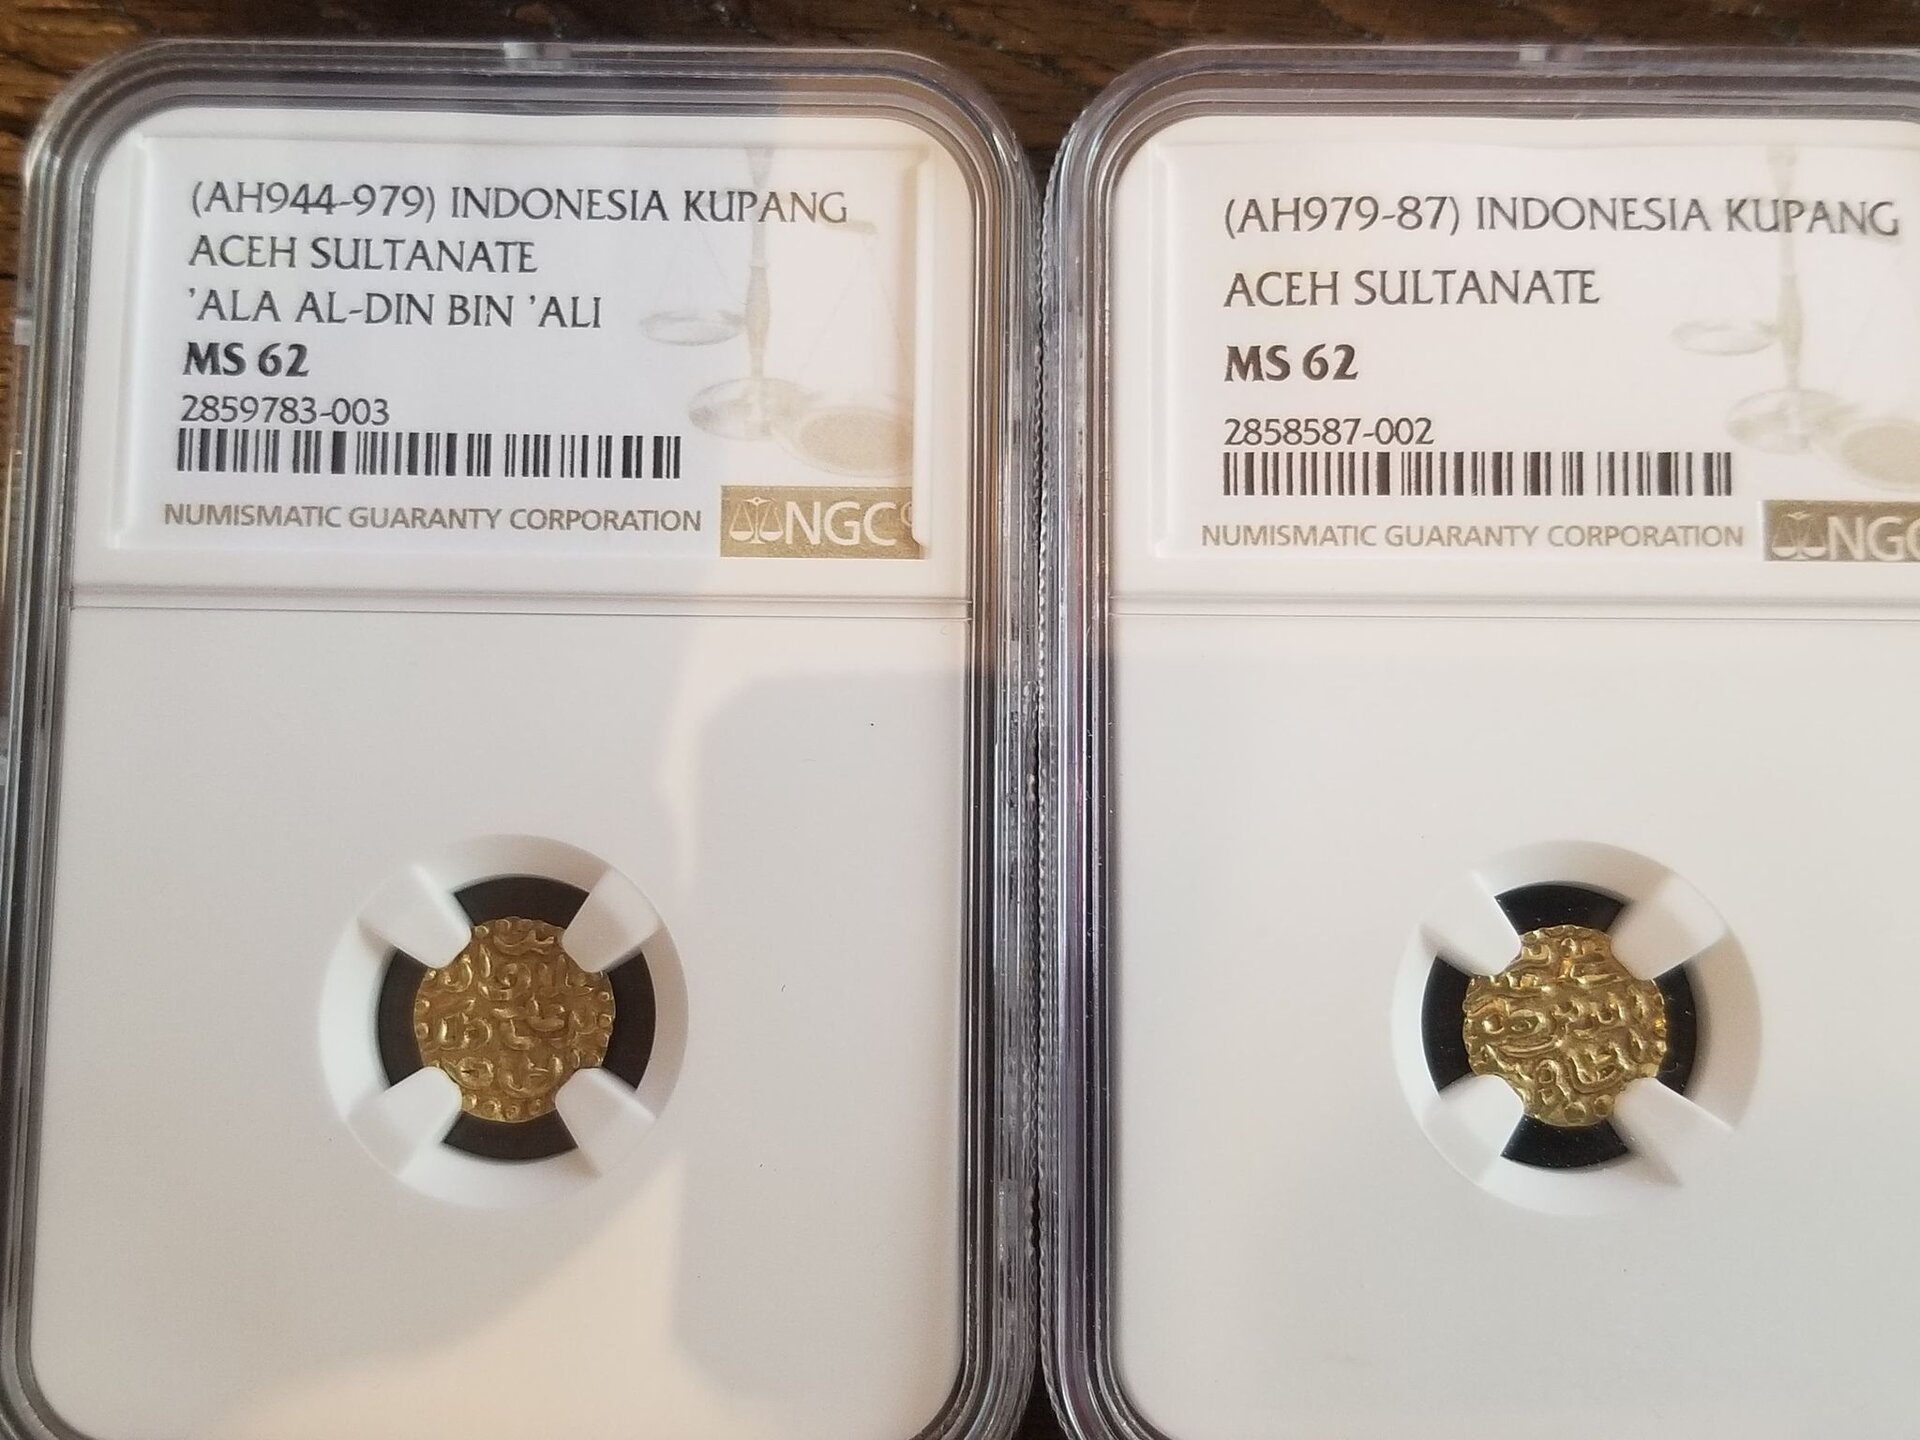 (AH944-979) INDONESIA KUPANG
ACEH SULTANATE
'ALA AL-DIN BIN 'ALI
MS 62
2859783-003
NUMISMATIC GUARANTY CORPORATION
NGC
(AH979-87) INDONESIA KUPANG
ACEH SULTANATE
MS 62
2858587-002
NUMISMATIC GUARANTY CORPORATION
NGC